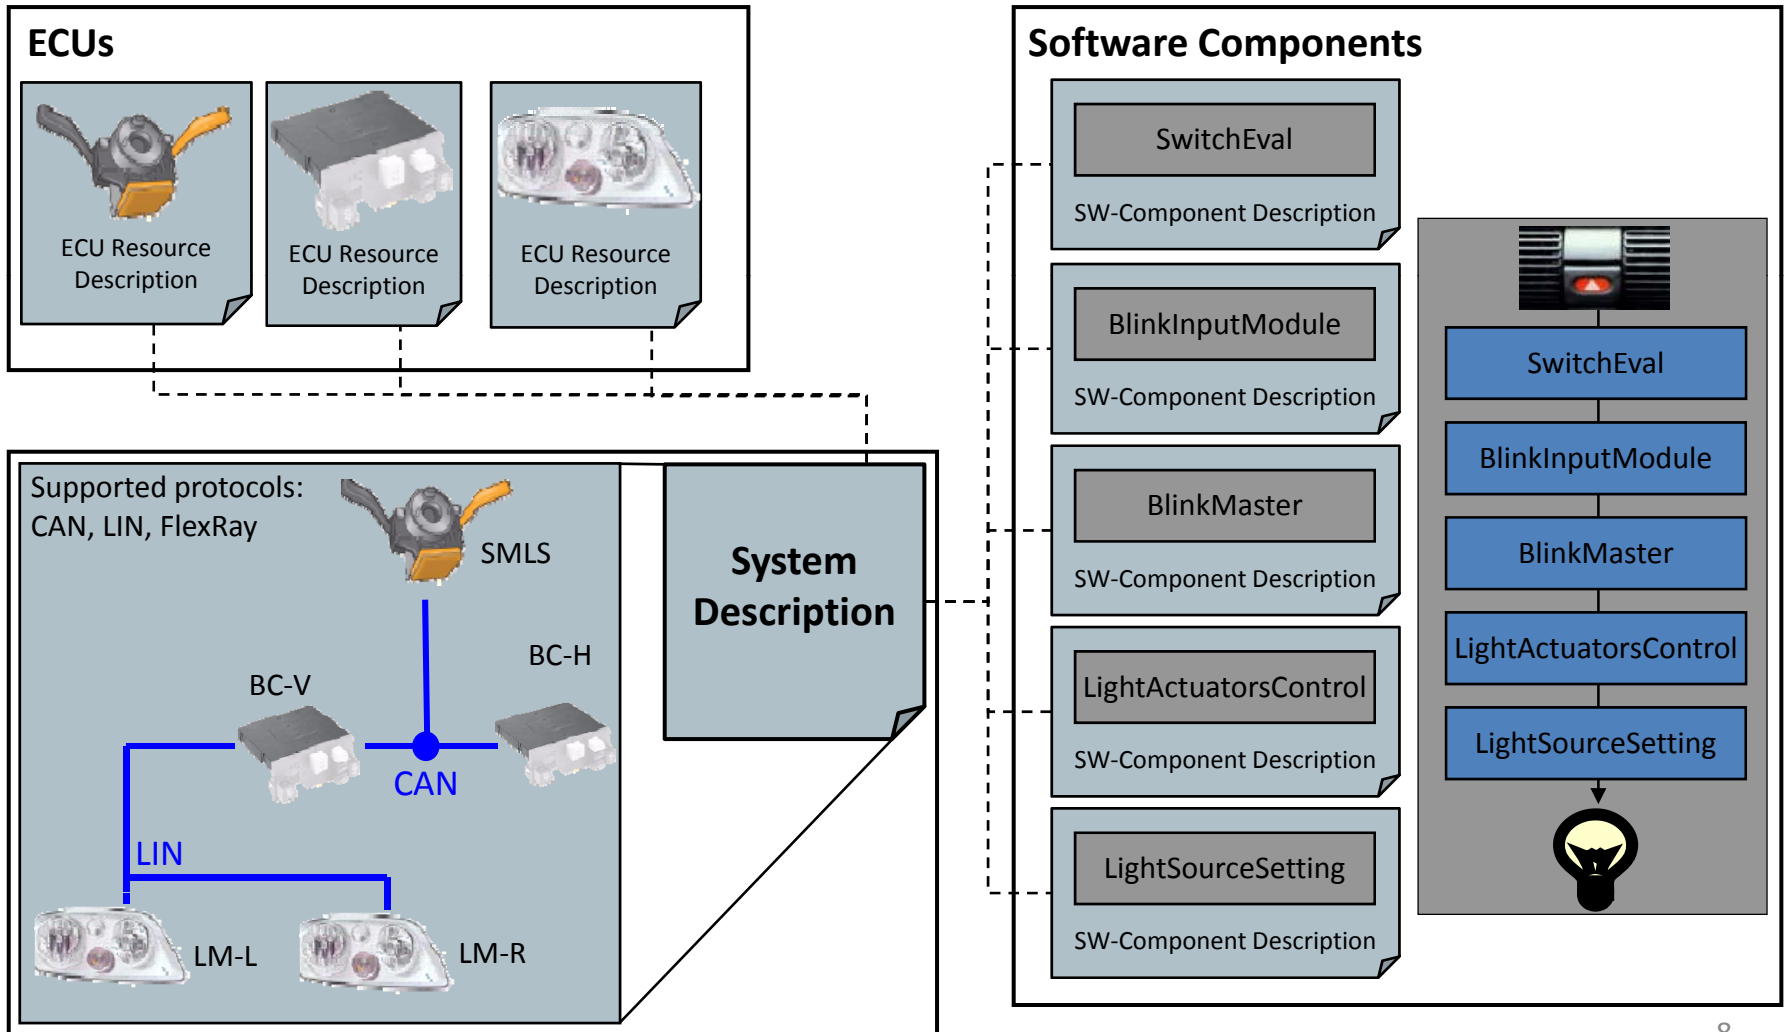 ECUs
ECU Resource
Description
ECU Resource
Description
ECU Resource
Description
Supported protocols:
CAN, LIN, FlexRay
SMLS
BC-H
BC-V
CAN
LIN
LM-L
LM-R
System
Description
Software Components
SwitchEval
SW-Component Description
BlinkInputModule
SW-Component Description
BlinkMaster
SW-Component Description
LightActuatorsControl
SW-Component Description
LightSourceSetting
SW-Component Description
SwitchEval
BlinkInputModule
BlinkMaster
LightActuatorsControl
LightSourceSetting
8